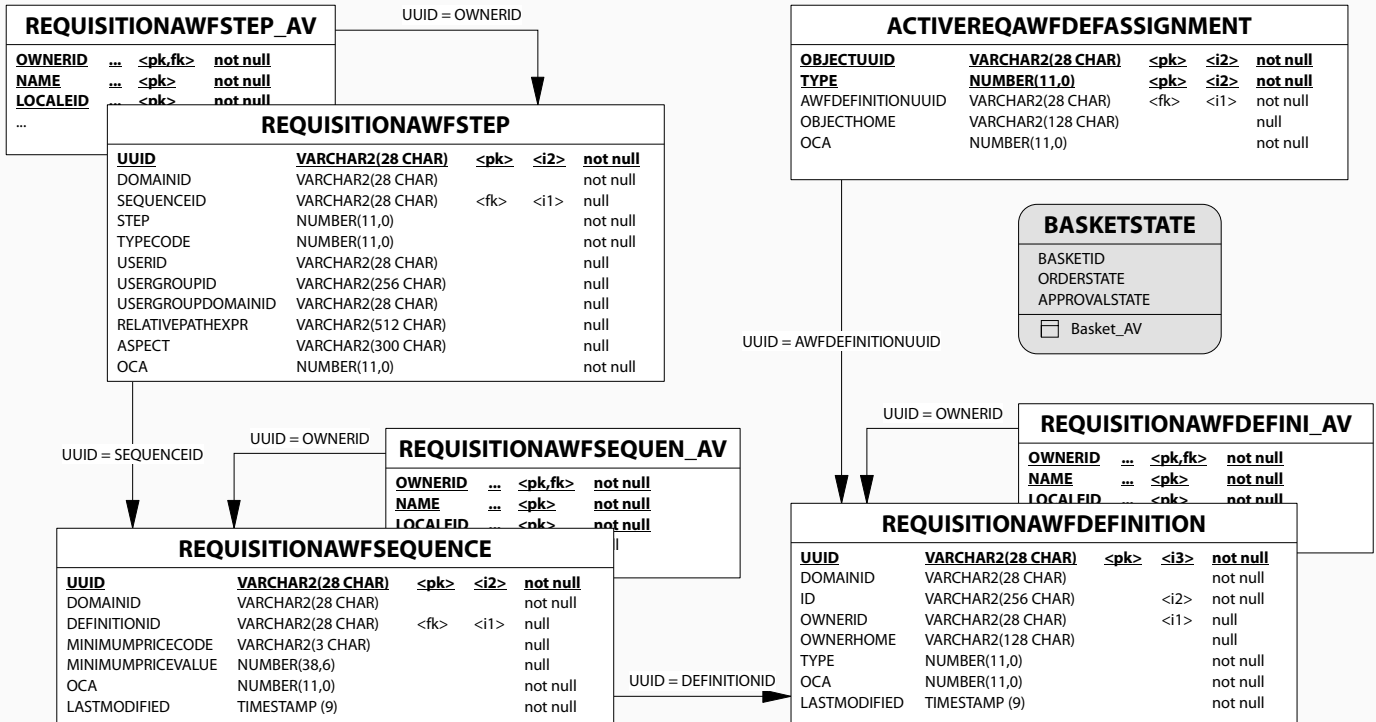 UUID = OWNERID
REQUISITIONAWFSTEP_AV
OWNERID ... <pk,fk> not null
NAME ... <pk> not null
LOCALEID ... <pk> not null
...
REQUISITIONAWFSTEP
UUID VARCHAR2(28 CHAR) <pk> <i2> not null
DOMAINID VARCHAR2(28 CHAR) not null
SEQUENCEID VARCHAR2(28 CHAR) <fk> <i1> null
STEP NUMBER(11,0) not null
TYPECODE NUMBER(11,0) not null
USERID VARCHAR2(28 CHAR) null
USERGROUPID VARCHAR2(256 CHAR) null
USERGROUPDOMAINID VARCHAR2(28 CHAR) null
RELATIVEPATHEXPR VARCHAR2(512 CHAR) null
ASPECT VARCHAR2(300 CHAR) null
OCA NUMBER(11,0) not null
ACTIVEREQAWFDEFASSIGNMENT
OBJECTUUID VARCHAR2(28 CHAR) <pk> <i2> not null
TYPE NUMBER(11,0) <pk> <i2> not null
AWFDEFINITIONUUID VARCHAR2(28 CHAR) <fk> <i1> not null
OBJECTHOME VARCHAR2(128 CHAR) null
OCA NUMBER(11,0) not null
BASKETSTATE
BASKETID
ORDERSTATE
APPROVALSTATE
Basket_AV
UUID = AWFDEFINITIONUUID
UUID = SEQUENCEID
UUID = OWNERID
REQUISITIONAWFSEQUEN_AV
OWNERID ... <pk,fk> not null
NAME ... <pk> not null
LOCALEID ... <pk> not null
UUID = OWNERID
REQUISITIONAWFDEFINI_AV
OWNERID ... <pk,fk> not null
NAME ... <pk> not null
LOCALEID ... <pk> not null
REQUISITIONAWFSEQUENCE
UUID VARCHAR2(28 CHAR) <pk> <i2> not null
DOMAINID VARCHAR2(28 CHAR) not null
DEFINITIONID VARCHAR2(28 CHAR) <fk> <i1> null
MINIMUMPRICECODE VARCHAR2(3 CHAR) null
MINIMUMPRICEVALUE NUMBER(38,6) null
OCA NUMBER(11,0) not null
LASTMODIFIED TIMESTAMP (9) not null
UUID = DEFINITIONID
REQUISITIONAWFDEFINITION
UUID VARCHAR2(28 CHAR) <pk> <i3> not null
DOMAINID VARCHAR2(28 CHAR) not null
ID VARCHAR2(256 CHAR) <i2> not null
OWNERID VARCHAR2(28 CHAR) <i1> null
OWNERHOME VARCHAR2(128 CHAR) null
TYPE NUMBER(11,0) not null
OCA NUMBER(11,0) not null
LASTMODIFIED TIMESTAMP (9) not null